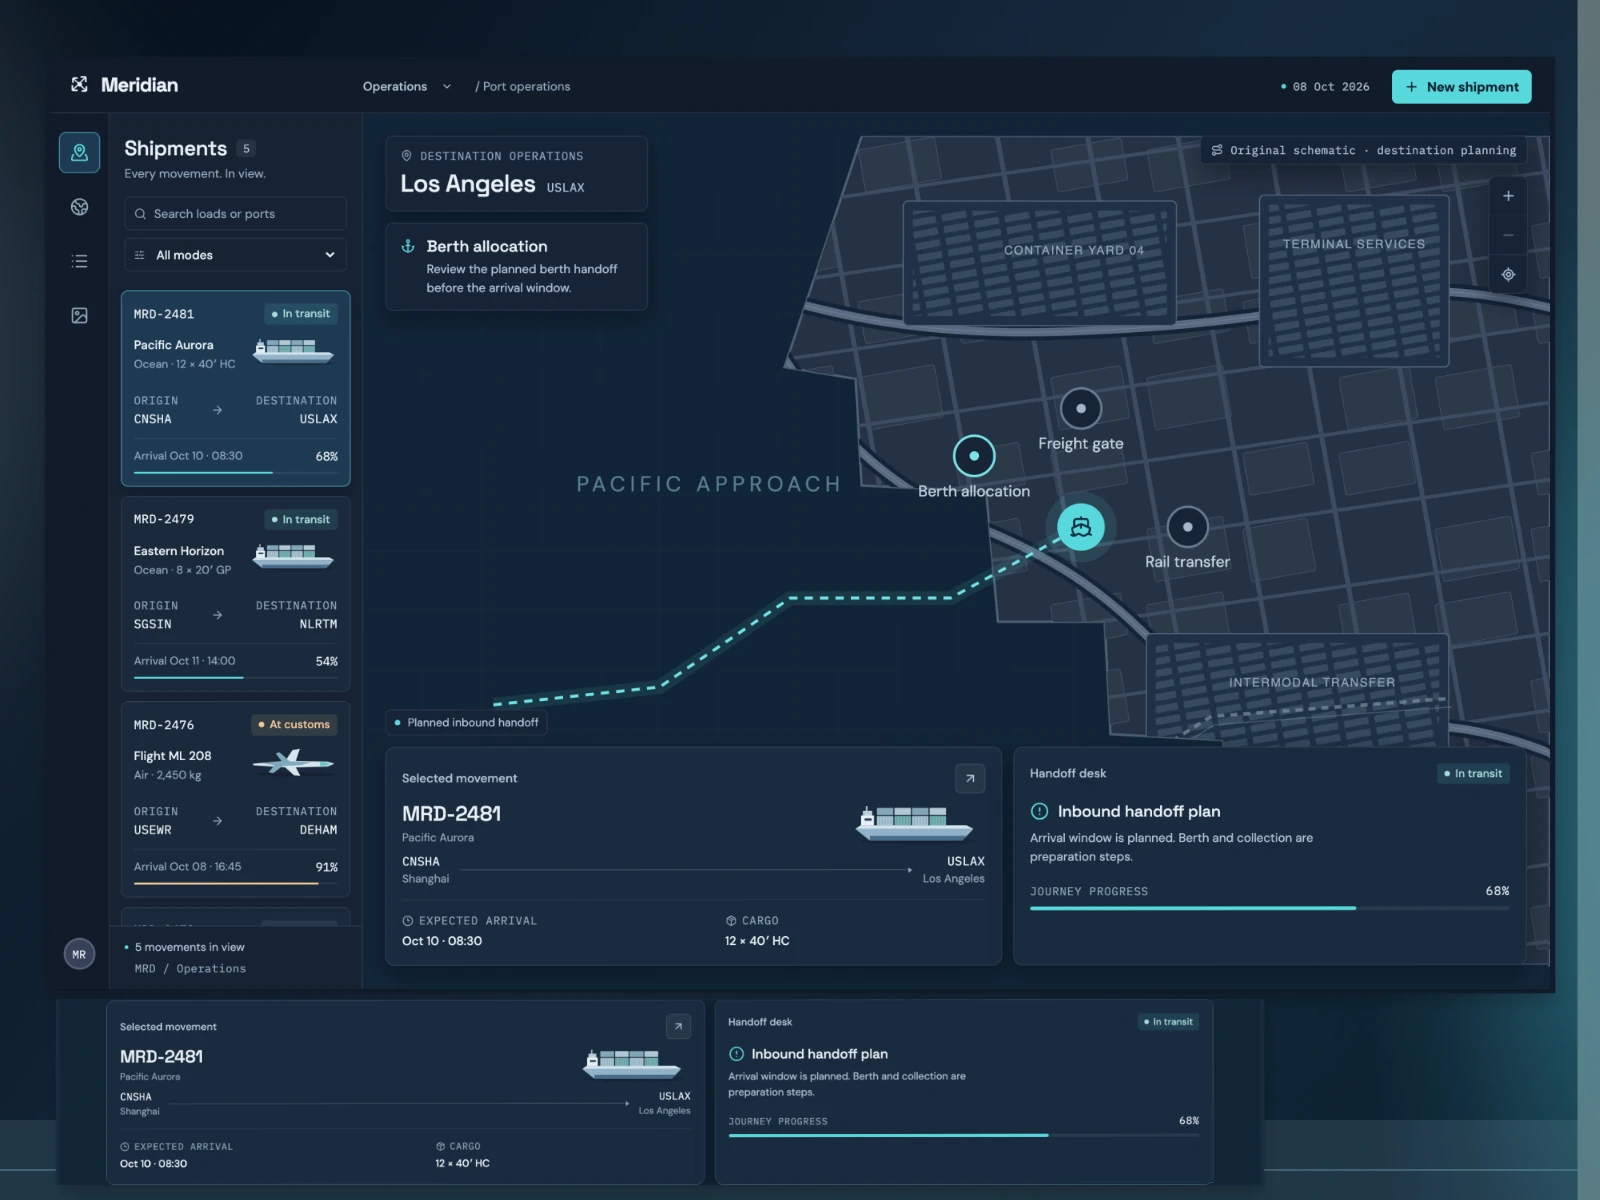 Meridian
Operations
/ Port operations
08 Oct 2026
+ New shipment
Shipments 5
Every movement. In view.
Search loads or ports
All modes
MRD-2481
In transit
Pacific Aurora
Ocean · 12 × 40′ HC
ORIGIN
DESTINATION
CNSHA
USLAX
Arrival Oct 10 · 08:30
68%
MRD-2479
In transit
Eastern Horizon
Ocean · 8 × 20′ GP
ORIGIN
DESTINATION
SGSIN
NLRTM
Arrival Oct 11 · 14:00
54%
MRD-2476
At customs
Flight ML 208
Air · 2,450 kg
ORIGIN
DESTINATION
USEWR
DEHAM
Arrival Oct 08 · 16:45
91%
5 movements in view
MRD / Operations
MR
DESTINATION OPERATIONS
Los Angeles USLAX
Berth allocation
Review the planned berth handoff
before the arrival window.
Original schematic · destination planning
CONTAINER YARD 04
TERMINAL SERVICES
Freight gate
Berth allocation
PACIFIC APPROACH
Rail transfer
INTERMODAL TRANSFER
Planned inbound handoff
Selected movement
MRD-2481
Pacific Aurora
CNSHA
USLAX
Shanghai
Los Angeles
EXPECTED ARRIVAL
CARGO
Oct 10 · 08:30
12 × 40′ HC
Handoff desk
In transit
Inbound handoff plan
Arrival window is planned. Berth and collection are
preparation steps.
JOURNEY PROGRESS
68%
Selected movement
MRD-2481
Pacific Aurora
CNSHA
USLAX
Shanghai
Los Angeles
EXPECTED ARRIVAL
CARGO
Oct 10 · 08:30
12 × 40′ HC
Handoff desk
In transit
Inbound handoff plan
Arrival window is planned. Berth and collection are
preparation steps.
JOURNEY PROGRESS
68%